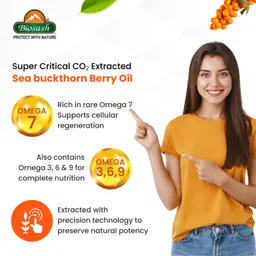 Biosash
PROTECT WITH NATURE
Super Critical CO₂ Extracted
Sea buckthorn Berry Oil
OMEGA
7
Rich in rare Omega 7
Supports cellular
regeneration
Also contains
Omega 3, 6 & 9 for
complete nutrition
OMEGA
3,6,9
Extracted with
precision technology to
preserve natural potency